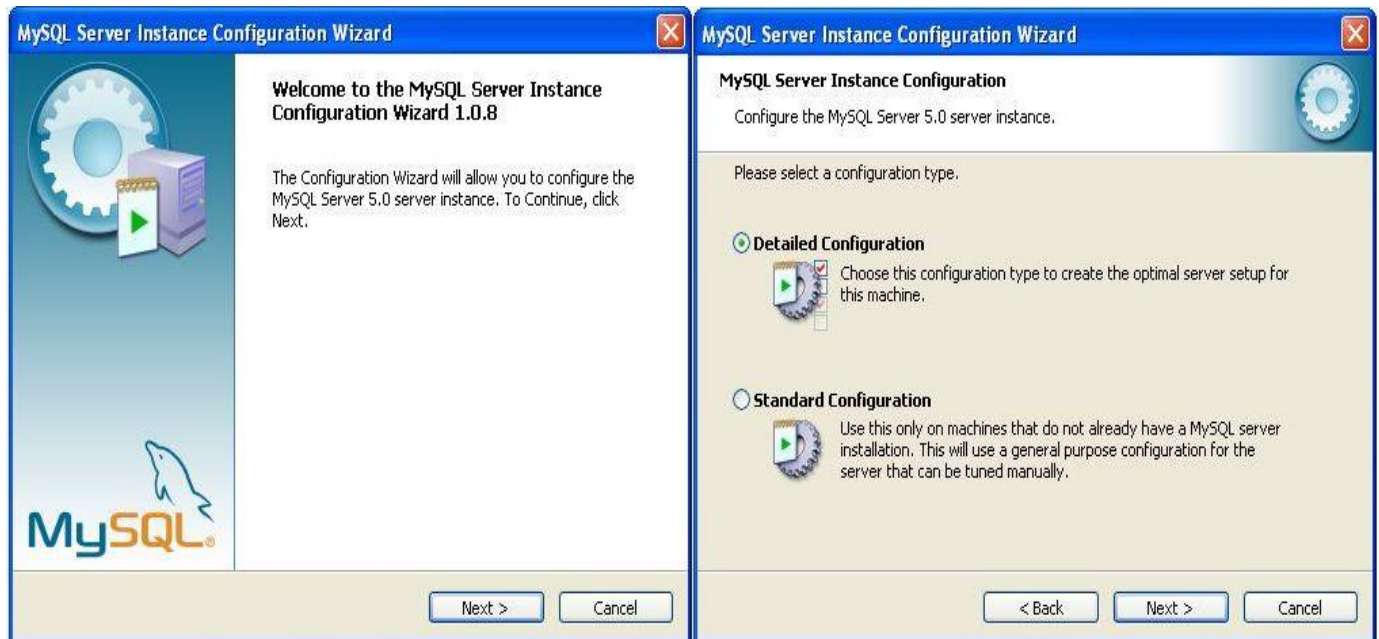 MySQL Server Instance Configuration Wizard
Welcome to the MySQL Server Instance
Configuration Wizard 1.0.8
The Configuration Wizard will allow you to configure the
MySQL Server 5.0 server instance. To Continue, click
Next.
MySQL®
Next >
Cancel
MySQL Server Instance Configuration Wizard
MySQL Server Instance Configuration
Configure the MySQL Server 5.0 server instance.
Please select a configuration type.
Detailed Configuration
Choose this configuration type to create the optimal server setup for
this machine.
Standard Configuration
Use this only on machines that do not already have a MySQL server
installation. This will use a general purpose configuration for the
server that can be tuned manually.
< Back
Next >
Cancel